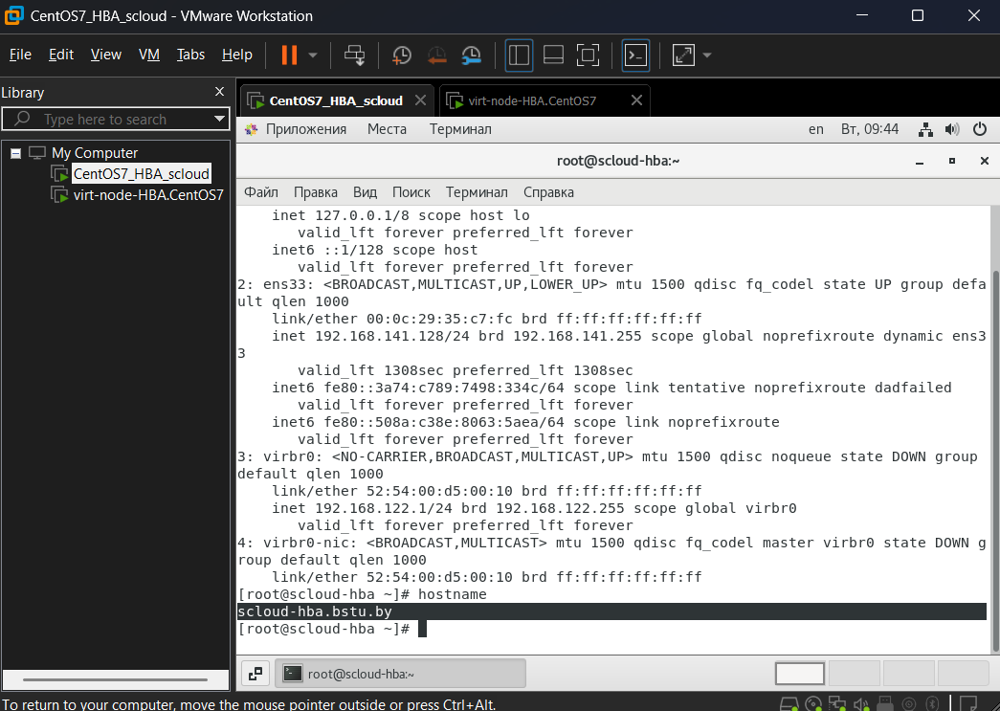 CentOS7_HBA_scloud - VMware Workstation
File Edit View VM Tabs Help
Library
Type here to search
My Computer
CentOS7_HBA_scloud
virt-node-HBA.CentOS7
CentOS7_HBA_scloud virt-node-HBA.CentOS7
Приложения Места Терминал en Вт, 09:44
root@scloud-hba:~
Файл Правка Вид Поиск Терминал Справка
inet 127.0.0.1/8 scope host lo
valid_lft forever preferred_lft forever
inet6 ::1/128 scope host
valid_lft forever preferred_lft forever
2: ens33: <BROADCAST,MULTICAST,UP,LOWER_UP> mtu 1500 qdisc fq_codel state UP group defa
ult qlen 1000
link/ether 00:0c:29:35:c7:fc brd ff:ff:ff:ff:ff:ff
inet 192.168.141.128/24 brd 192.168.141.255 scope global noprefixroute dynamic ens3
3
valid_lft 1308sec preferred_lft 1308sec
inet6 fe80::3a74:c789:7498:334c/64 scope link tentative noprefixroute dadfailed
valid_lft forever preferred_lft forever
inet6 fe80::508a:c38e:8063:5aea/64 scope link noprefixroute
valid_lft forever preferred_lft forever
3: virbr0: <NO-CARRIER,BROADCAST,MULTICAST,UP> mtu 1500 qdisc noqueue state DOWN group
default qlen 1000
link/ether 52:54:00:d5:00:10 brd ff:ff:ff:ff:ff:ff
inet 192.168.122.1/24 brd 192.168.122.255 scope global virbr0
valid_lft forever preferred_lft forever
4: virbr0-nic: <BROADCAST,MULTICAST> mtu 1500 qdisc fq_codel master virbr0 state DOWN g
roup default qlen 1000
link/ether 52:54:00:d5:00:10 brd ff:ff:ff:ff:ff:ff
[root@scloud-hba ~]# hostname
scloud-hba.bstu.by
[root@scloud-hba ~]#
root@scloud-hba:~
To return to your computer, move the mouse pointer outside or press Ctrl+Alt.